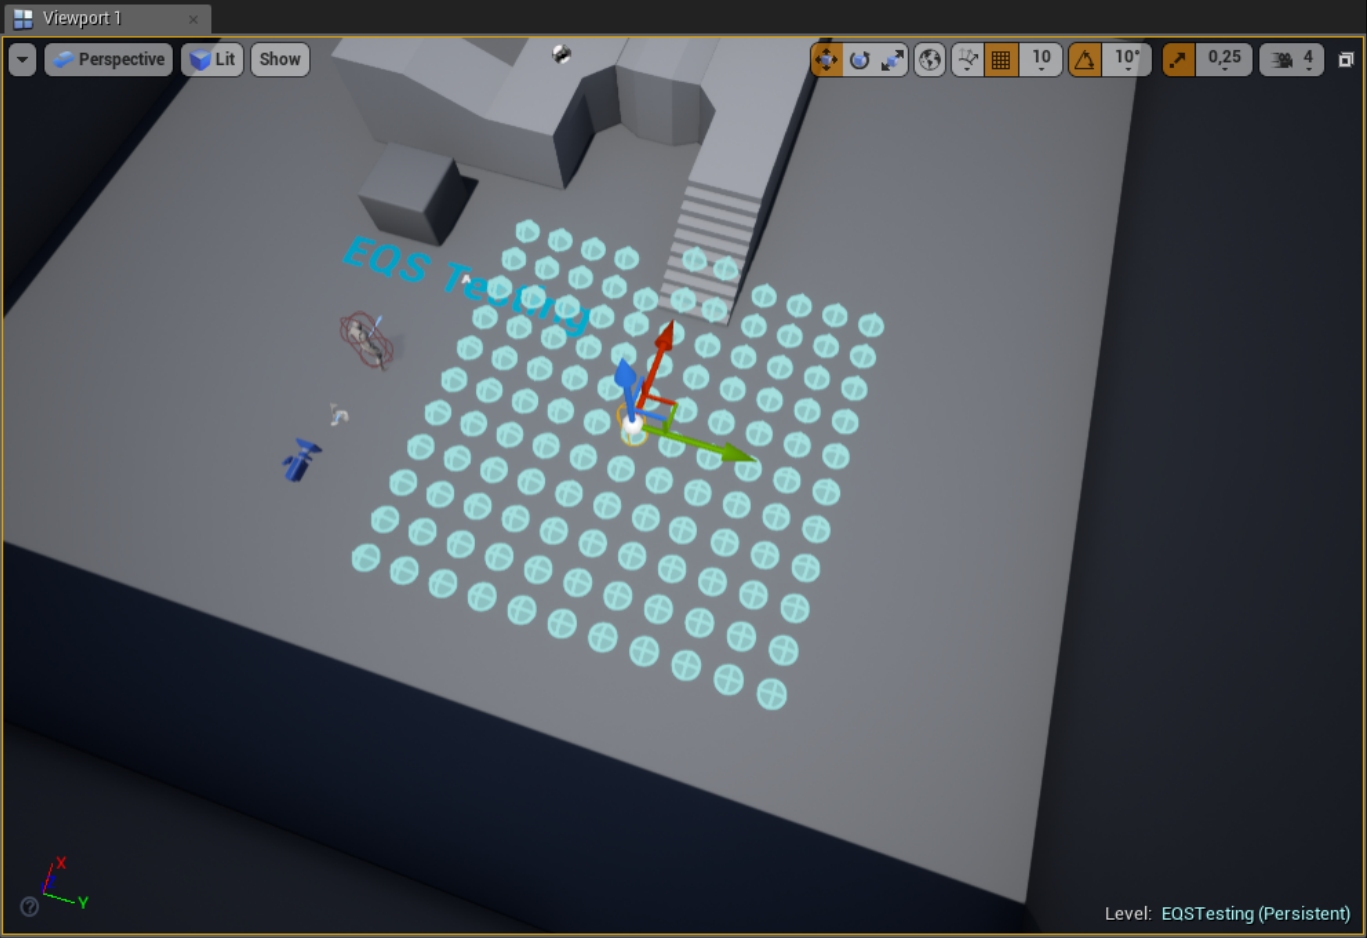 Viewport 1
Perspective
Lit
Show
10
10°
0,25
4
EQS Testing
X
Y
?
Level: EQSTesting (Persistent)